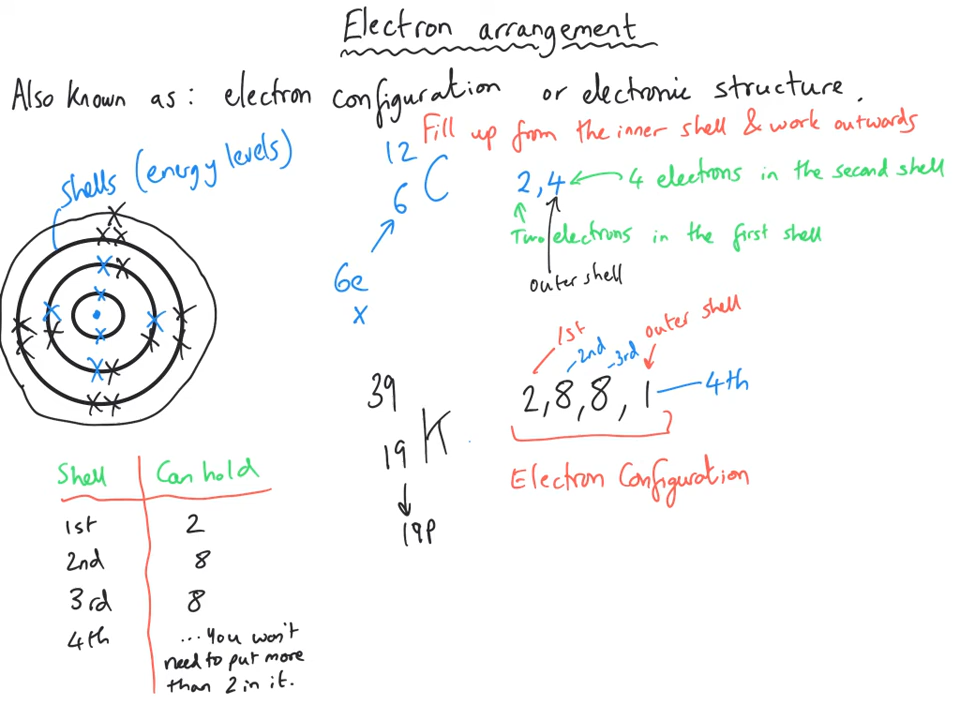 Electron arrangement
Also known as: electron configuration or electronic structure.
Fill up from the inner shell & work outwards
shells (energy levels)
12
6 C
2,4 4 electrons in the second shell
Two electrons in the first shell
outer shell
6e
x
1st 2nd 3rd outer shell
39
19 K
2,8,8,1 4th
Electron Configuration
19P
Shell Can hold
1st 2
2nd 8
3rd 8
4th ...You won't
need to put more
than 2 in it.